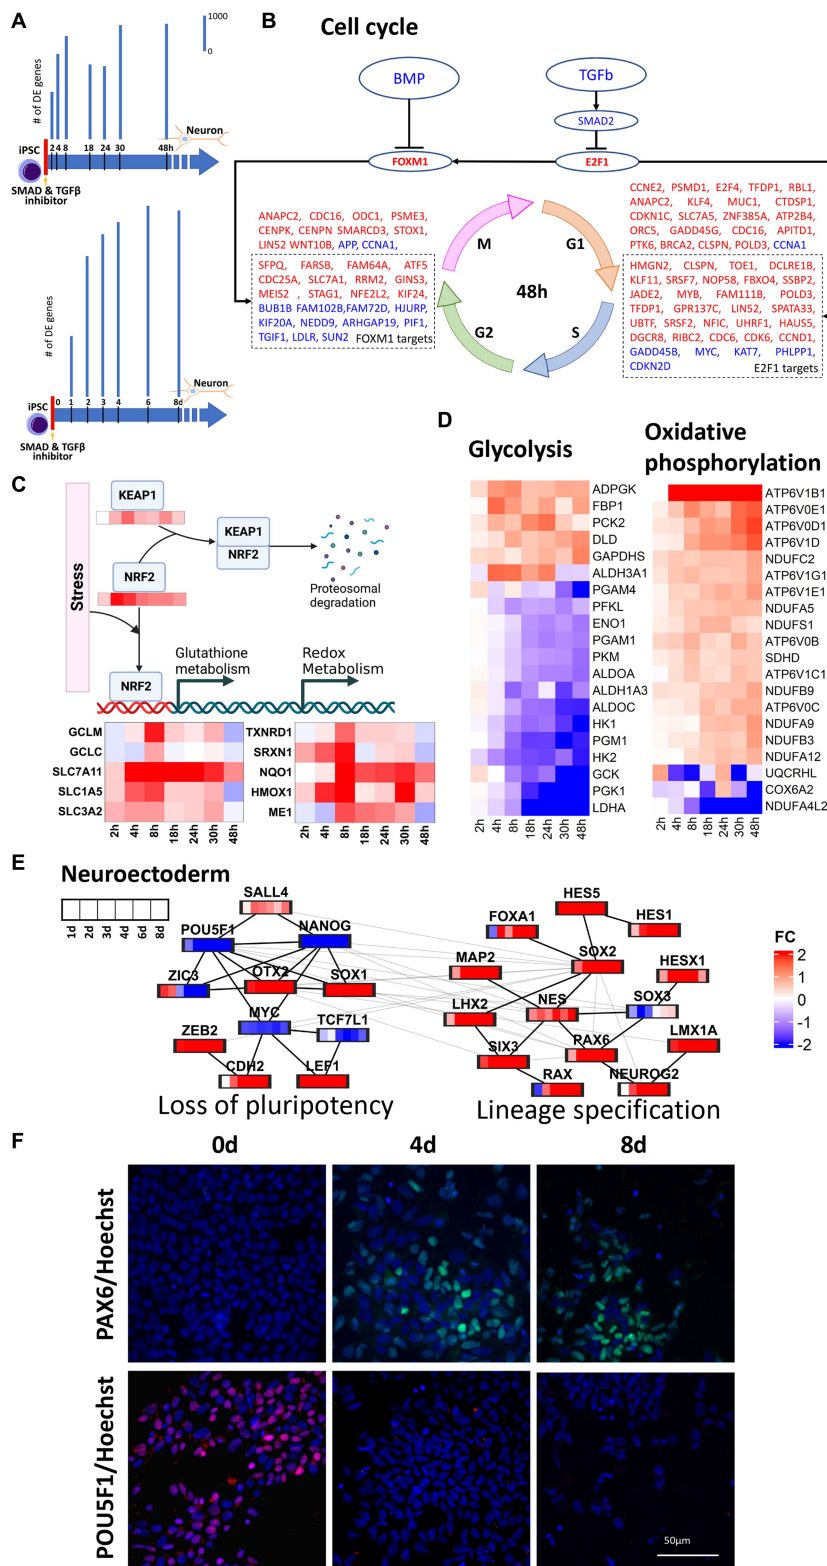 A
1000
0
# of DE genes
Neuron
iPSC
2 4 8 18 24 30 48h
SMAD & TGFβ
inhibitor
# of DE genes
Neuron
iPSC
0 1 2 3 4 6 8d
SMAD & TGFβ
inhibitor
B
Cell cycle
BMP
TGFb
SMAD2
FOXM1
E2F1
ANAPC2, CDC16, ODC1, PSME3,
CENPK, CENPN SMARCD3, STOX1,
LIN52 WNT10B, APP, CCNA1,
SFPQ, FARSB, FAM64A, ATF5
CDC25A, SLC7A1, RRM2, GINS3,
MEIS2 , STAG1, NFE2L2, KIF24,
BUB1B FAM102B,FAM72D, HJURP,
KIF20A, NEDD9, ARHGAP19, PIF1,
TGIF1, LDLR, SUN2 FOXM1 targets
M
G1
48h
G2
S
CCNE2, PSMD1, E2F4, TFDP1, RBL1,
ANAPC2, KLF4, MUC1, CTDSP1,
CDKN1C, SLC7A5, ZNF385A, ATP2B4,
ORC5, GADD45G, CDC16, APITD1,
PTK6, BRCA2, CLSPN, POLD3, CCNA1
HMGN2, CLSPN, TOE1, DCLRE1B,
KLF11, SRSF7, NOP58, FBXO4, SSBP2,
JADE2, MYB, FAM111B, POLD3,
TFDP1, GPR137C, LIN52, SPATA33,
UBTF, SRSF2, NFIC, UHRF1, HAUS5,
DGCR8, RIBC2, CDC6, CDK6, CCND1,
GADD45B, MYC, KAT7, PHLPP1,
CDKN2D E2F1 targets
C
Stress
KEAP1
NRF2
KEAP1
NRF2
Proteosomal
degradation
NRF2
Glutathione
metabolism
Redox
Metabolism
GCLM
GCLC
SLC7A11
SLC1A5
SLC3A2
2h 4h 8h 18h 24h 30h 48h
TXNRD1
SRXN1
NQO1
HMOX1
ME1
2h 4h 8h 18h 24h 30h 48h
D
Glycolysis
ADPGK
FBP1
PCK2
DLD
GAPDHS
ALDH3A1
PGAM4
PFKL
ENO1
PGAM1
PKM
ALDOA
ALDH1A3
ALDOC
HK1
PGM1
HK2
GCK
PGK1
LDHA
2h 4h 8h 18h 24h 30h 48h
Oxidative
phosphorylation
ATP6V1B1
ATP6V0E1
ATP6V0D1
ATP6V1D
NDUFC2
ATP6V1G1
ATP6V1E1
NDUFA5
NDUFS1
ATP6V0B
SDHD
ATP6V1C1
NDUFB9
ATP6V0C
NDUFA9
NDUFB3
NDUFA12
UQCRHL
COX6A2
NDUFA4L2
2h 4h 8h 18h 24h 30h 48h
E
Neuroectoderm
1d 2d 3d 4d 6d 8d
SALL4
POU5F1
NANOG
ZIC3
OTX2
SOX1
MYC
TCF7L1
ZEB2
CDH2
LEF1
Loss of pluripotency
HES5
FOXA1
HES1
MAP2
SOX2
HESX1
LHX2
NES
SOX3
SIX3
PAX6
LMX1A
RAX
NEUROG2
Lineage specification
FC
2
1
0
-1
-2
F
0d
4d
8d
PAX6/Hoechst
POU5F1/Hoechst
50µm